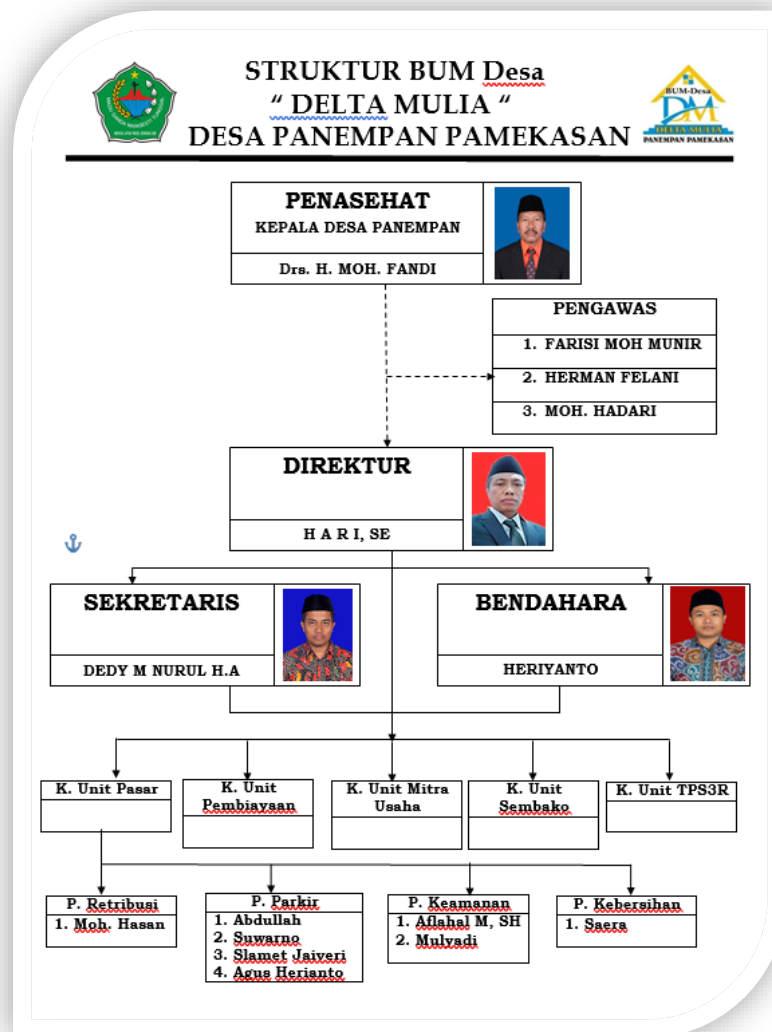 STRUKTUR BUM Desa
“ DELTA MULIA “
DESA PANEMPAN PAMEKASAN
BUM-Desa
DM
DELTA MULIA
PANEMPAN PAMEKASAN
PENASEHAT
KEPALA DESA PANEMPAN
Drs. H. MOH. FANDI
PENGAWAS
1. FARISI MOH MUNIR
2. HERMAN FELANI
3. MOH. HADARI
DIREKTUR
H A R I, SE
SEKRETARIS
DEDY M NURUL H.A
BENDAHARA
HERIYANTO
K. Unit Pasar
K. Unit
Pembiayaan
K. Unit Mitra
Usaha
K. Unit
Sembako
K. Unit TPS3R
P. Retribusi
1. Moh. Hasan
P. Parkir
1. Abdullah
2. Suwarno
3. Slamet Jaiveri
4. Agus Herianto
P. Keamanan
1. Aflahal M, SH
2. Mulyadi
P. Kebersihan
1. Saera